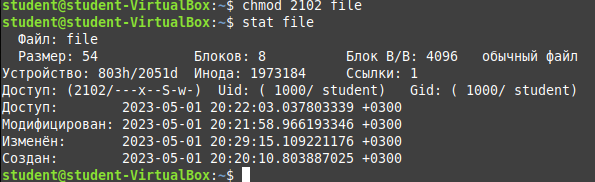 student@student-VirtualBox:~$ chmod 2102 file
student@student-VirtualBox:~$ stat file
Файл: file
Размер: 54 Блоков: 8 Блок В/В: 4096 обычный файл
Устройство: 803h/2051d Инода: 1973184 Ссылки: 1
Доступ: (2102/---x--S-w-) Uid: ( 1000/ student) Gid: ( 1000/ student)
Доступ: 2023-05-01 20:22:03.037803339 +0300
Модифицирован: 2023-05-01 20:21:58.966193346 +0300
Изменён: 2023-05-01 20:29:15.109221176 +0300
Создан: 2023-05-01 20:20:10.803887025 +0300
student@student-VirtualBox:~$